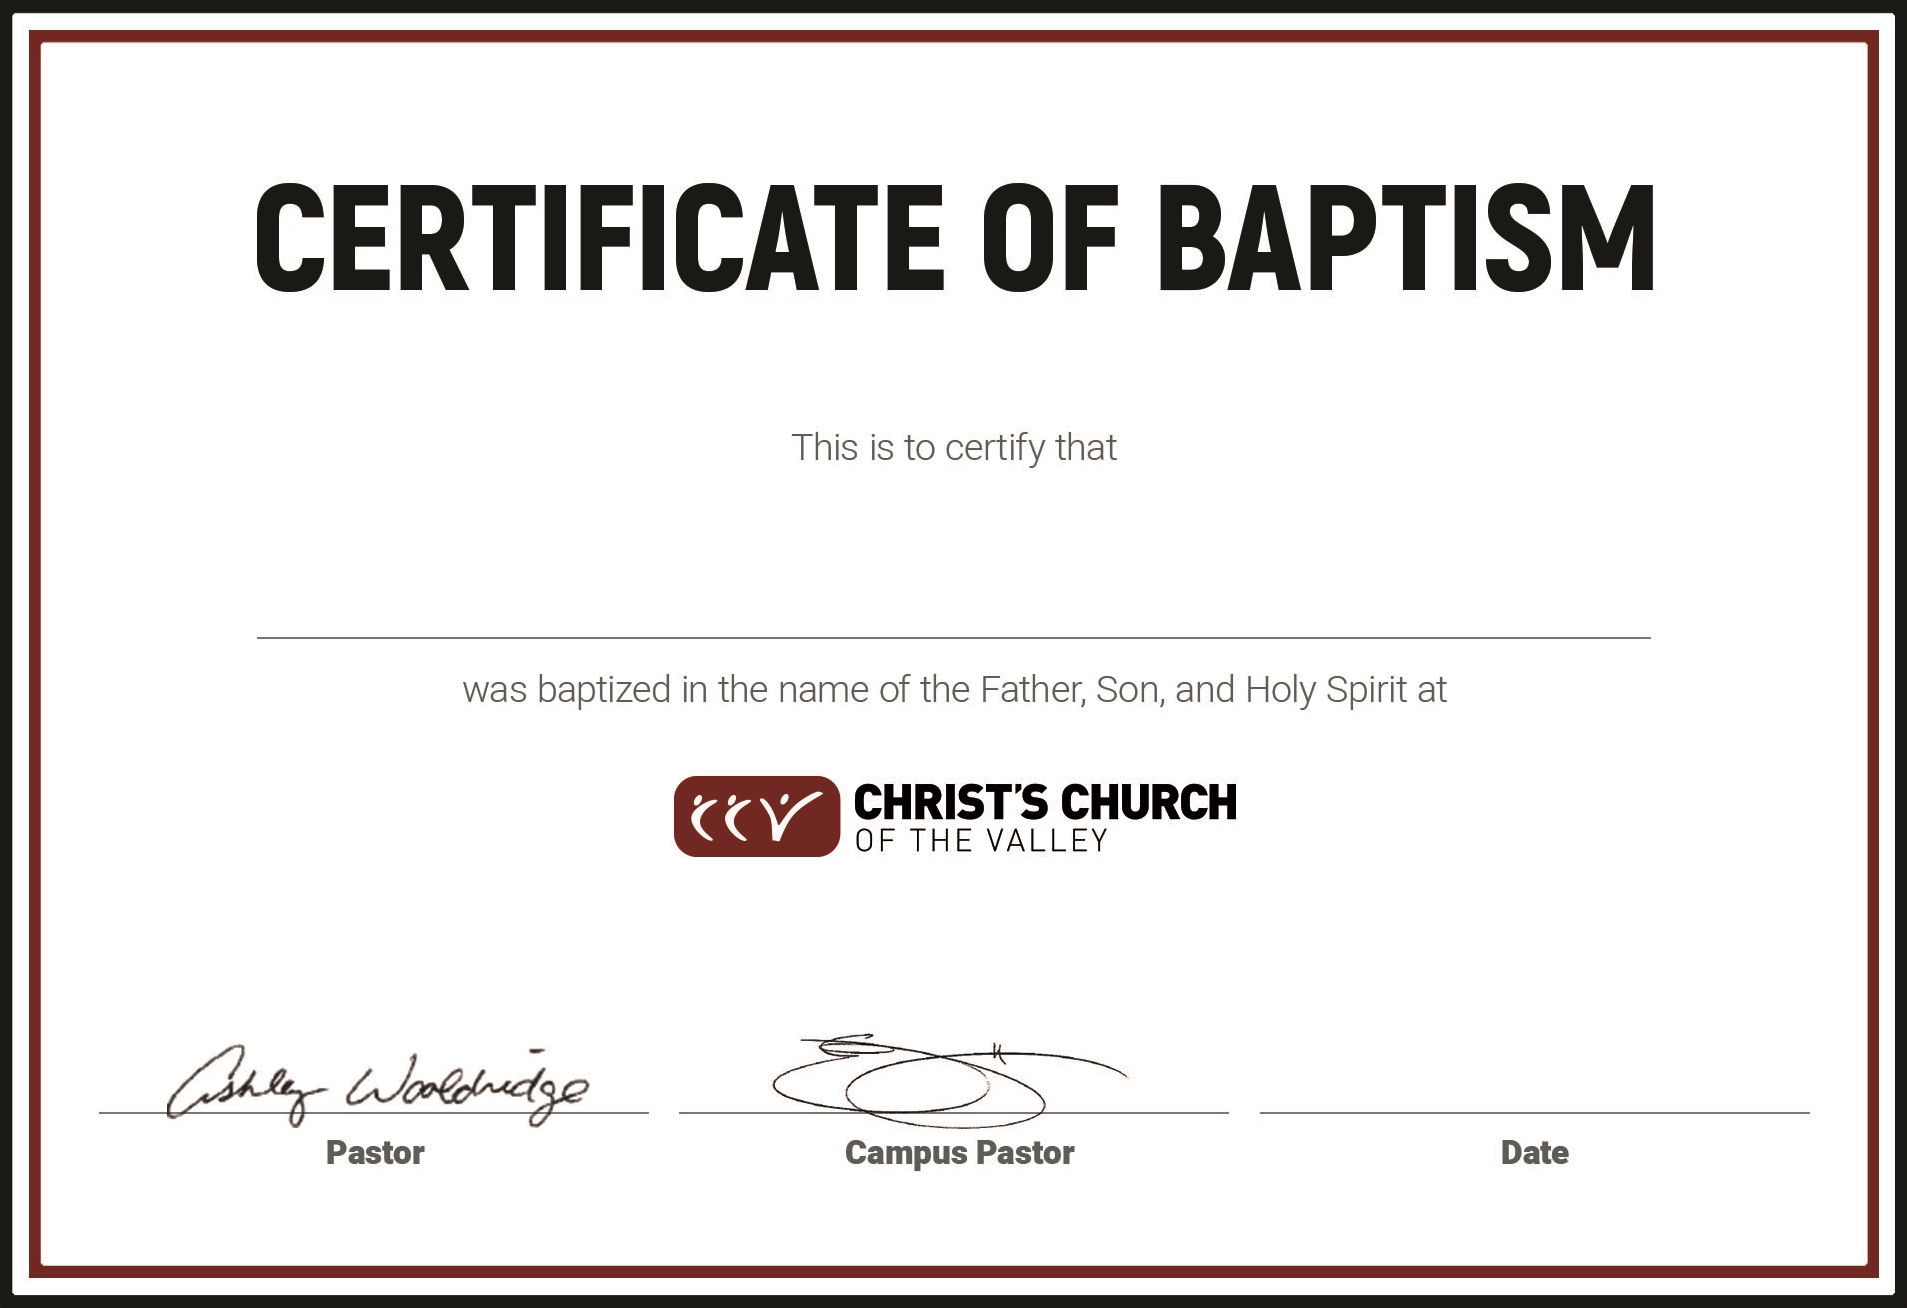 CERTIFICATE OF BAPTISM
This is to certify that
was baptized in the name of the Father, Son, and Holy Spirit at
CCV CHRIST'S CHURCH
OF THE VALLEY
Ashley Wooldridge
Pastor
Campus Pastor
Date